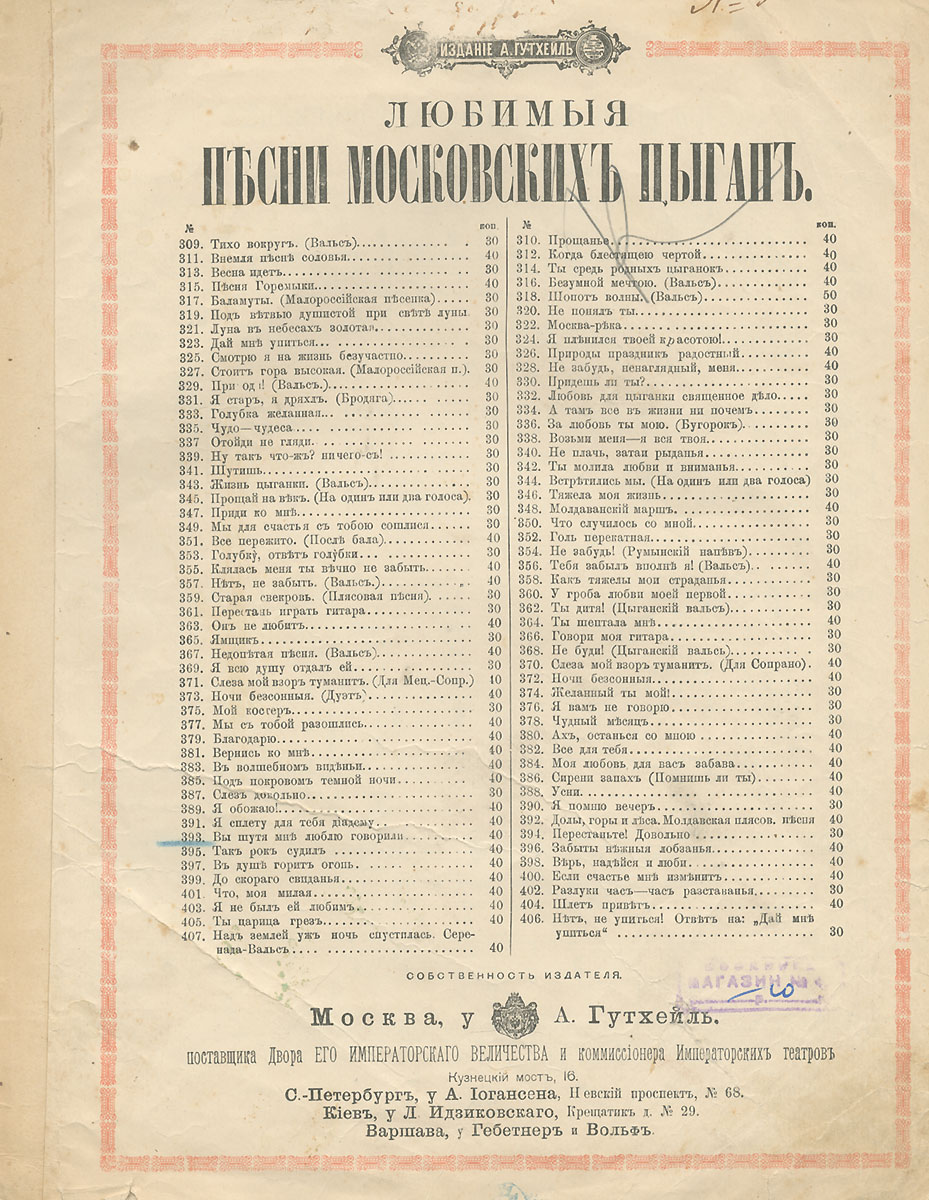 ИЗДАНІЕ А. ГУТХЕЙЛЬ
ЛЮБИМЫЯ
ПѢСНИ МОСКОВСКИХЪ ЦЫГАНЪ.
№ коп.
309. Тихо вокругъ. (Вальсъ) 30
311. Внемля пѣснѣ соловья 40
313. Весна идетъ 30
315. Пѣсня Горемыки 40
317. Баламуты. (Малороссійская пѣсенка) 30
319. Подъ вѣтвью душистой при свѣтѣ луны 30
321. Луна въ небесахъ золотая 30
323. Дай мнѣ упиться 30
325. Смотрю я на жизнь безучастно 30
327. Стоитъ гора высокая. (Малороссійская п.). 30
329. При од ! (Вальсъ.) 40
331. Я старъ, я дряхлъ. (Бродяга) 30
333. Голубка желанная 30
335. Чудо—чудеса 30
337 Отойди не гляди 30
339. Ну такъ что-жъ? ничего-съ! 30
341. Шутишь 30
343. Жизнь цыганки. (Вальсъ) 30
345. Прощай на вѣкъ. (На одинъ или два голоса). 30
347. Приди ко мнѣ 30
349. Мы для счастья съ тобою сошлися 30
351. Все пережито. (Послѣ бала) 40
353. Голубку, отвѣтъ голубки 30
355. Клялась меня ты вѣчно не забыть 40
357. Нѣтъ, не забыть. (Вальсъ.) 40
359. Старая свекровь. (Плясовая пѣсня) 30
361. Перестань играть гитара 30
363. Онъ не любитъ 40
365. Ямщикъ 30
367. Недопѣтая пѣсня. (Вальсъ) 40
369. Я всю душу отдалъ ей 30
371. Слеза мой взоръ туманитъ. (Для Мец.-Сопр.) 40
373. Ночи безсонныя. (Дуэтъ) 40
375. Мой костеръ 30
377. Мы съ тобой разошлись 40
379. Благодарю 40
381. Вернись ко мнѣ 40
383. Въ волшебномъ видѣньи 40
385. Подъ покровомъ темной ночи 40
387. Слезъ довольно 30
389. Я обожаю! 40
391. Я сплету для тебя діадему 40
393. Вы шутя мнѣ люблю говорили 40
395. Такъ рокъ судилъ 40
397. Въ душѣ горитъ огонь 40
399. До скораго свиданья 40
401. Что, моя милая 40
403. Я не былъ ей любимъ 40
405. Ты царица грезъ 40
407. Надъ землей ужъ ночь спустилась. Сере-
нада-Вальсъ 40
№ коп.
310. Прощанье 40
312. Когда блестящею чертой 40
314. Ты средь родныхъ цыганокъ 40
316. Безумной мечтою. (Вальсъ) 40
318. Шопотъ волны. (Вальсъ) 50
320. Не понялъ ты 30
322. Москва-рѣка 30
324. Я плѣнился твоей красотою! 30
326. Природы праздникъ радостный 40
328. Не забудь, ненаглядный, меня 40
330. Придешь ли ты? 30
332. Любовь для цыганки священное дѣло 30
334. А тамъ все въ жизни ни почемъ 30
336. За любовь ты мою. (Бугорокъ) 30
338. Возьми меня—я вся твоя 30
340. Не плачь, затаи рыданья 30
342. Ты молила любви и вниманья 30
344. Встрѣтились мы. (На одинъ или два голоса) 30
346. Тяжела моя жизнь 30
348. Молдаванскій маршъ 40
350. Что случилось со мной 30
352. Голь перекатная 30
354. Не забудь! (Румынскій напѣвъ) 30
356. Тебя забылъ вполнѣ я! (Вальсъ) 40
358. Какъ тяжелы мои страданья 30
360. У гроба любви моей первой 30
362. Ты дитя! (Цыганскій вальсъ) 30
364. Ты шептала мнѣ 40
366. Говори моя гитара 30
368. Не буди! (Цыганскій вальсъ) 30
370. Слеза мой взоръ туманитъ. (Для Сопрано) 40
372. Ночи безсонныя 40
374. Желанный ты мой! 30
376. Я вамъ не говорю 30
378. Чудный мѣсяцъ 30
380. Ахъ, останься со мною 40
382. Все для тебя 40
384. Моя любовь для васъ забава 40
386. Сирени запахъ (Помнишь ли ты) 40
388. Усни 40
390. Я помню вечеръ 30
392. Долы, горы и лѣса. Молдавская плясов. пѣсня 40
394. Перестаньте! Довольно 30
396. Забыты нѣжныя лобзанья 40
398. Вѣрь, надѣйся и люби 40
400. Если счастье мнѣ измѣнитъ 40
402. Разлуки часъ—часъ разставанья 30
404. Шлетъ привѣтъ 40
406. Нѣтъ, не упиться! Отвѣтъ на: „Дай мнѣ
упиться“ 30
СОБСТВЕННОСТЬ ИЗДАТЕЛЯ.
МАГАЗИН №
Москва, у А. Гутхейль.
поставщика Двора ЕГО ИМПЕРАТОРСКАГО ВЕЛИЧЕСТВА и коммиссіонера Императорскихъ театровъ
Кузнецкій мостъ, 16.
С.-Петербургъ, у А. Іогансена, Невскій проспектъ, № 68.
Кіевъ, у Л. Идзиковскаго, Крещатикъ д. № 29.
Варшава, у Гебетнеръ и Вольфъ.